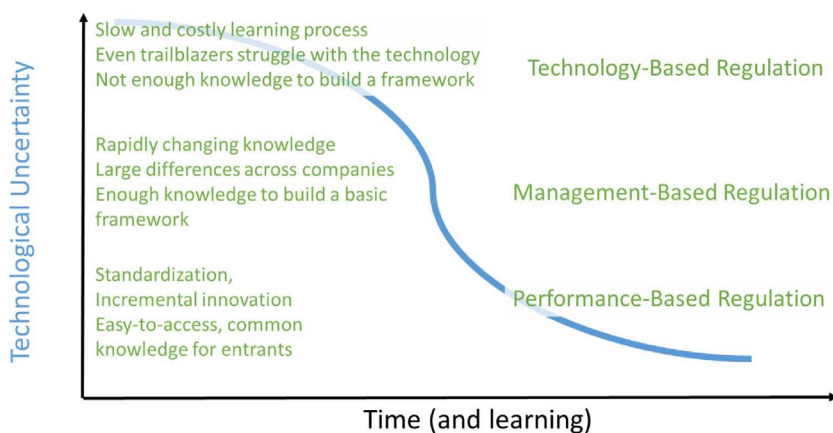 Technological Uncertainty
Slow and costly learning process
Even trailblazers struggle with the technology
Not enough knowledge to build a framework
Technology-Based Regulation
Rapidly changing knowledge
Large differences across companies
Enough knowledge to build a basic
framework
Management-Based Regulation
Standardization,
Incremental innovation
Easy-to-access, common
knowledge for entrants
Performance-Based Regulation
Time (and learning)